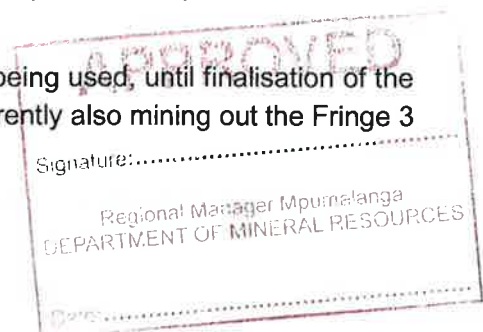 APPROVED
being used, until finalisation of the
rently also mining out the Fringe 3
Signature:..............................
Regional Manager Mpumalanga
DEPARTMENT OF MINERAL RESOURCES
Date:..............................